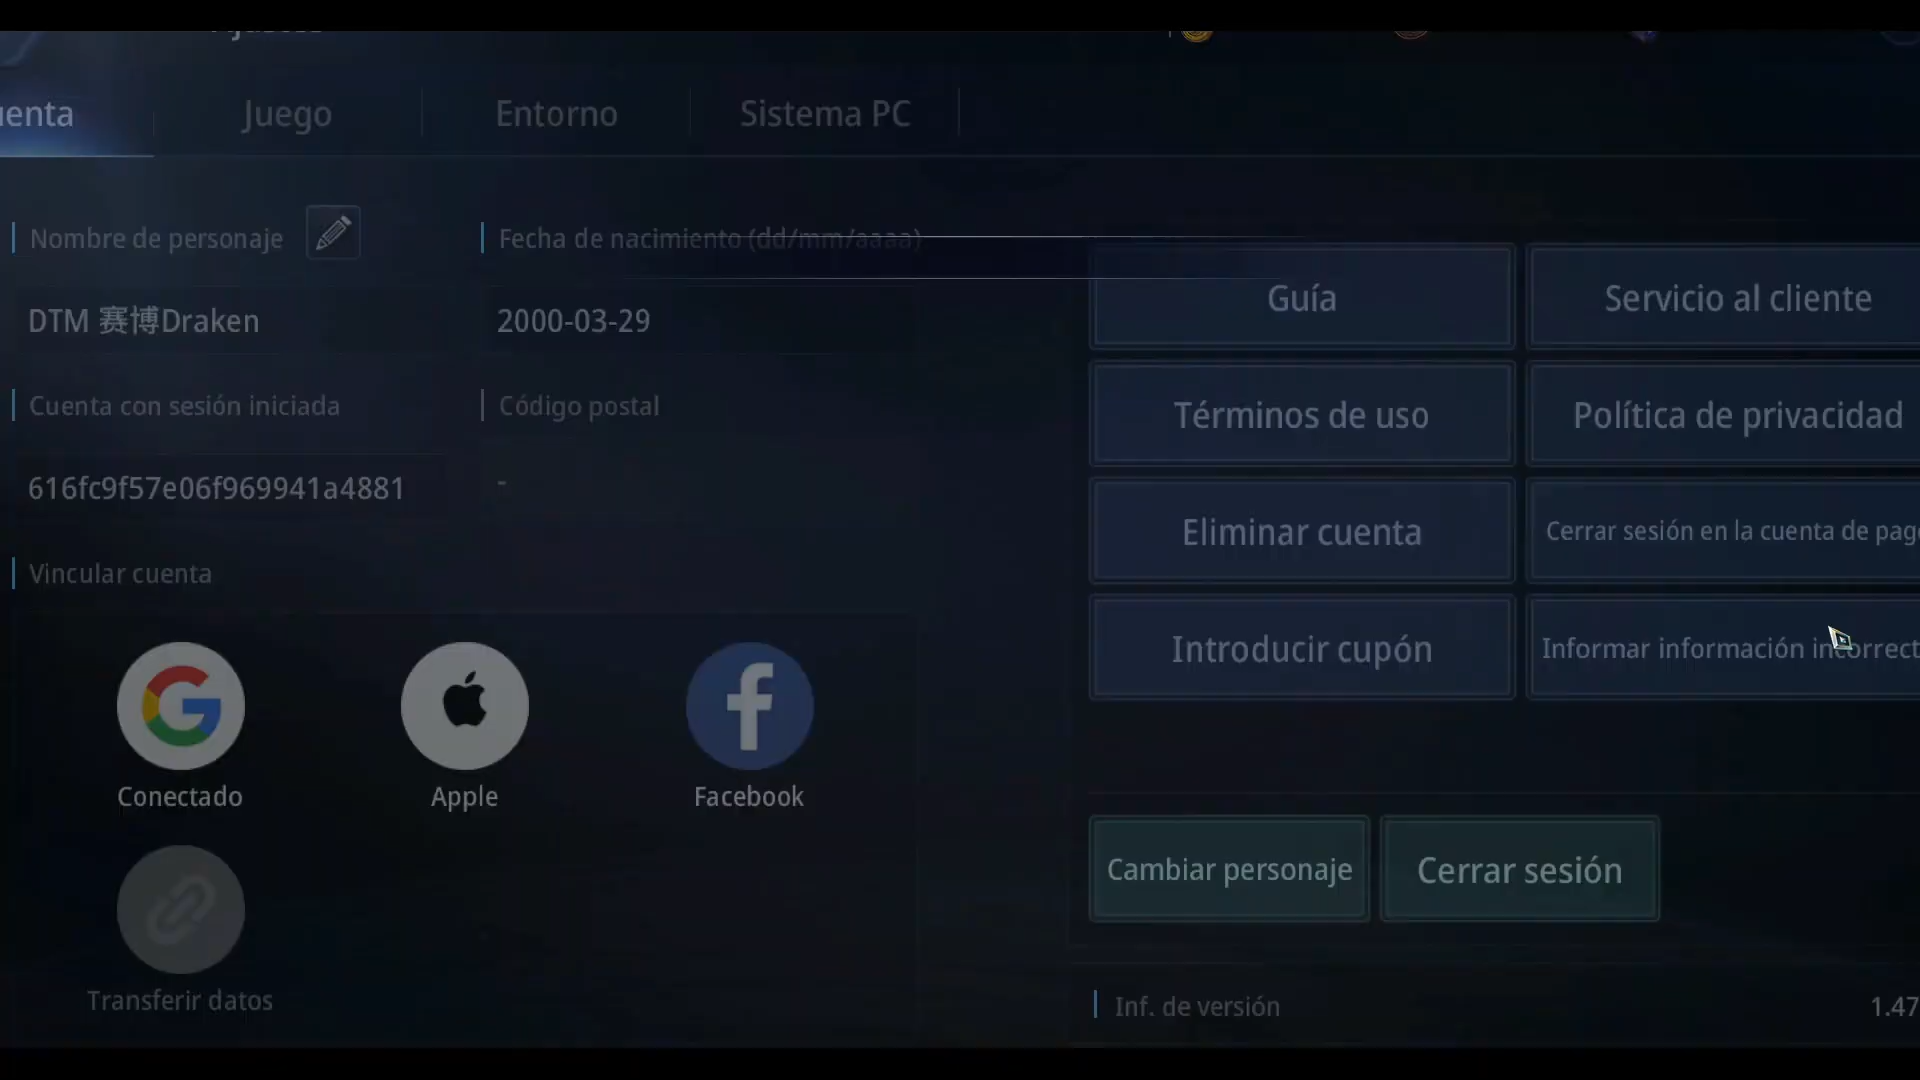 Ajustes
uenta
Juego
Entorno
Sistema PC
Nombre de personaje
Fecha de nacimiento (dd/mm/aaaa)
DTM 赛博Draken
2000-03-29
Cuenta con sesión iniciada
Código postal
616fc9f57e06f969941a4881
-
Vincular cuenta
Conectado
Apple
Facebook
Transferir datos
Guía
Servicio al cliente
Términos de uso
Política de privacidad
Eliminar cuenta
Cerrar sesión en la cuenta de pag
Introducir cupón
Informar información incorrect
Cambiar personaje
Cerrar sesión
Inf. de versión
1.47